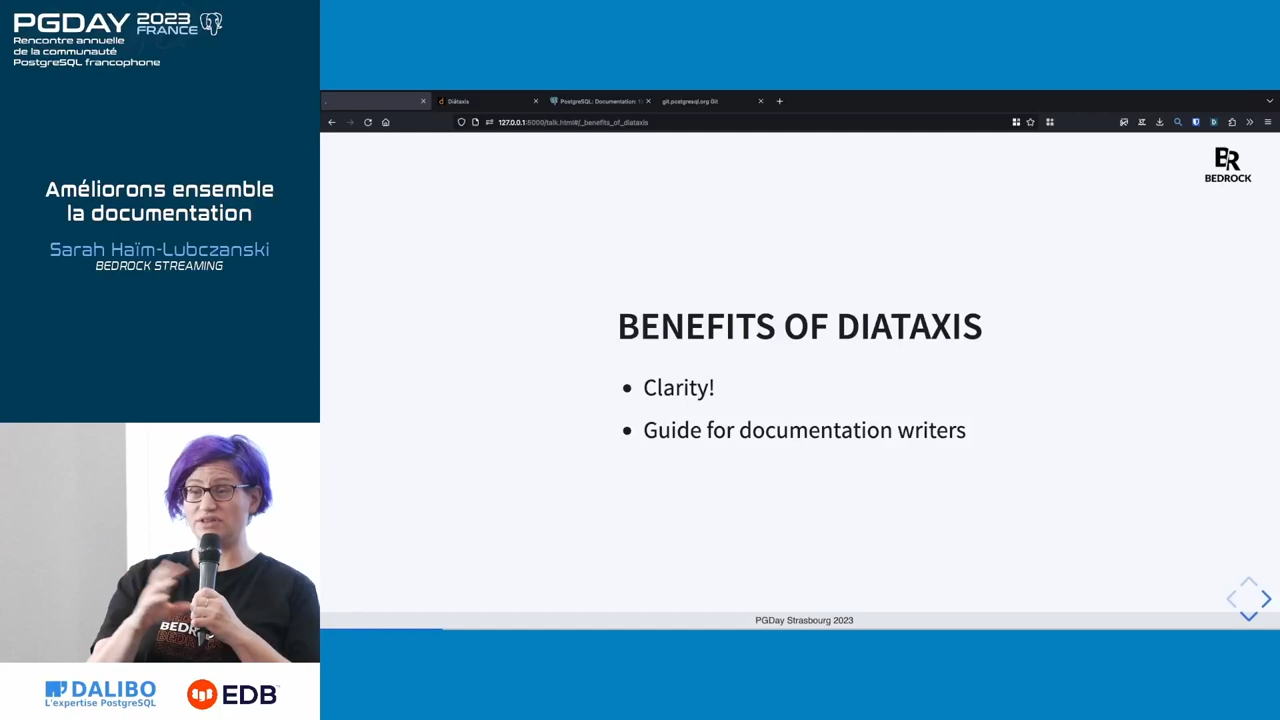 PGDAY 2023
FRANCE
Rencontre annuelle
de la communauté
PostgreSQL francophone
Améliorons ensemble
la documentation
Sarah Haïm-Lubczanski
BEDROCK STREAMING
Diátaxis
PostgreSQL: Documentation:
git.postgresql.org Git
127.0.0.1:8000/talk.html#/_benefits_of_diataxis
BR
BEDROCK
BENEFITS OF DIATAXIS
Clarity!
Guide for documentation writers
PGDay Strasbourg 2023
BEDROCK
DALIBO
L'expertise PostgreSQL
EDB